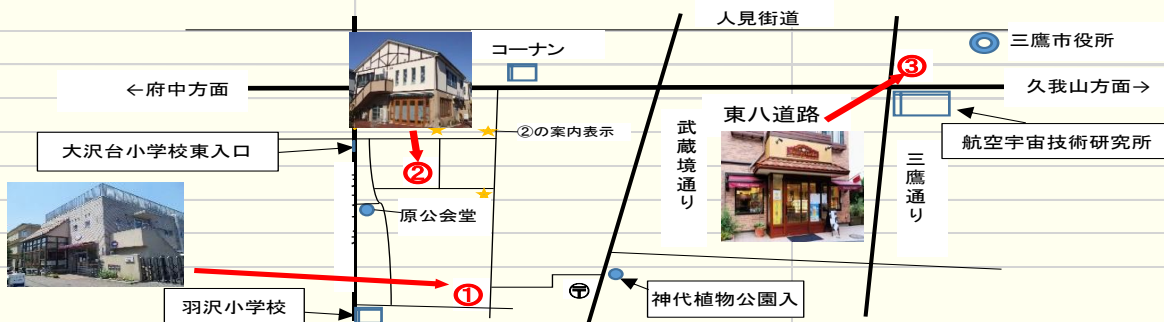 人見街道
三鷹市役所
コーナン
③
←府中方面
久我山方面→
東八道路
②の案内表示
大沢台小学校東入口
武蔵境通り
航空宇宙技術研究所
三鷹通り
②
原公会堂
①
〒
神代植物公園入
羽沢小学校